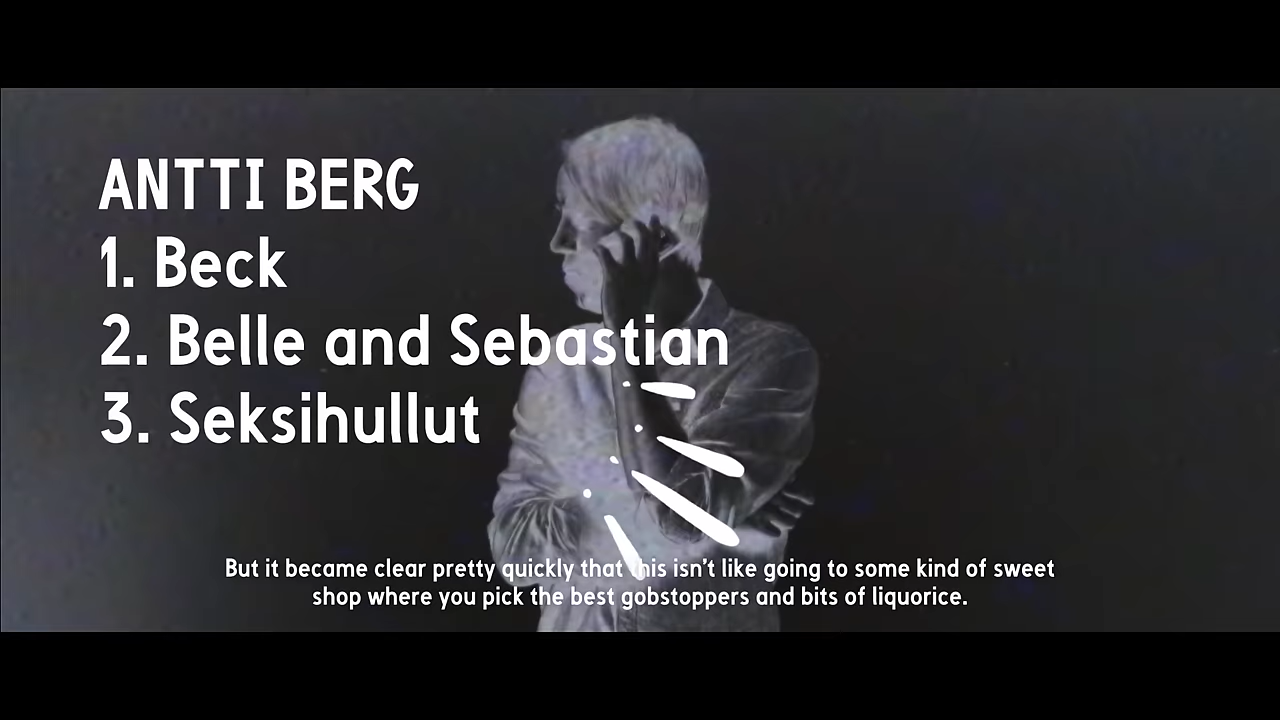 ANTTI BERG
1. Beck
2. Belle and Sebastian
3. Seksihullut
But it became clear pretty quickly that this isn't like going to some kind of sweet
shop where you pick the best gobstoppers and bits of liquorice.